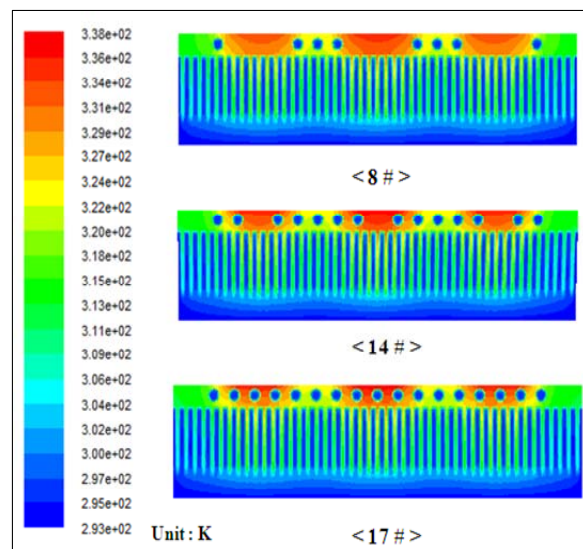 3.38e+02
3.36e+02
3.33e+02
3.31e+02
3.29e+02
3.27e+02
3.24e+02
3.22e+02
3.20e+02
3.18e+02
3.15e+02
3.13e+02
3.11e+02
3.09e+02
3.06e+02
3.04e+02
3.02e+02
3.00e+02
2.97e+02
2.95e+02
2.93e+02
Unit : K
< 8 # >
< 14 # >
< 17 # >